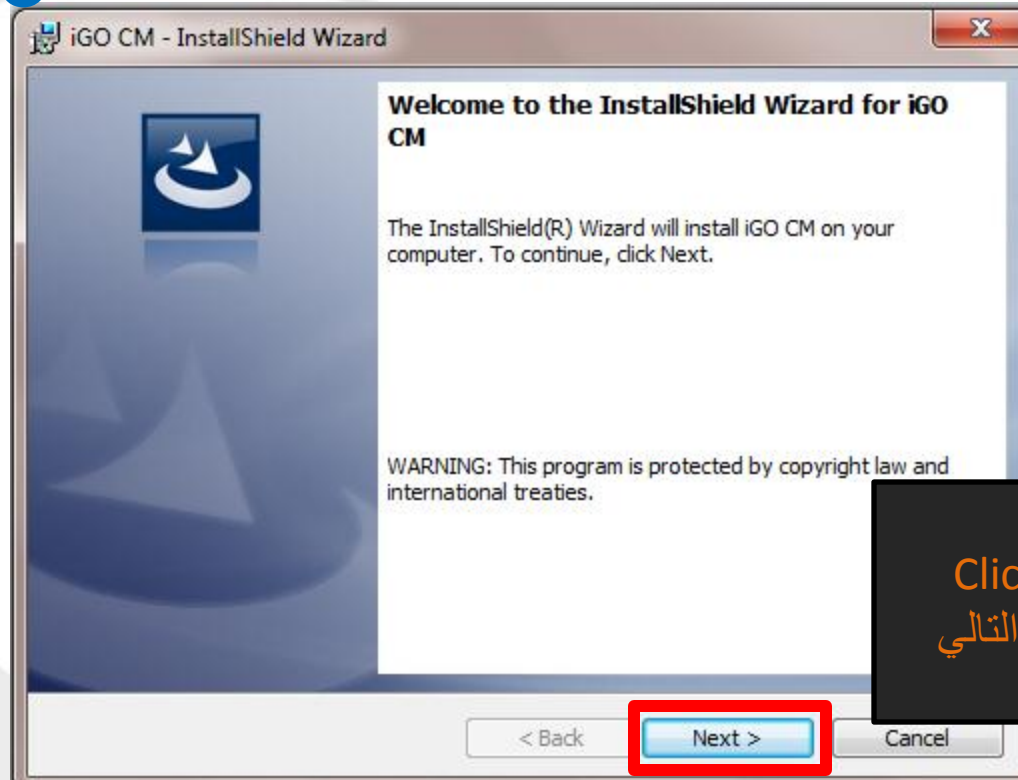 iGO CM - InstallShield Wizard
Welcome to the InstallShield Wizard for iGO
CM
The InstallShield(R) Wizard will install iGO CM on your
computer. To continue, click Next.
WARNING: This program is protected by copyright law and
international treaties.
التالي
< Back
Next >
Cancel